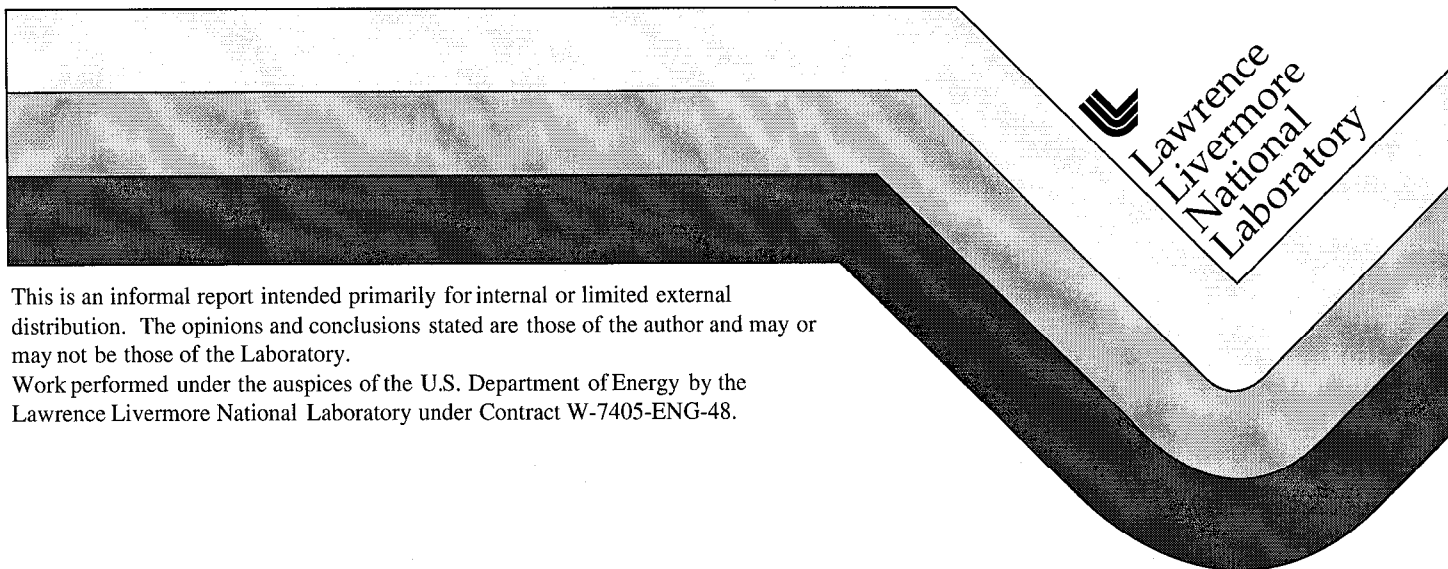 Lawrence
Livermore
National
Laboratory
This is an informal report intended primarily for internal or limited external
distribution. The opinions and conclusions stated are those of the author and may or
may not be those of the Laboratory.
Work performed under the auspices of the U.S. Department of Energy by the
Lawrence Livermore National Laboratory under Contract W-7405-ENG-48.